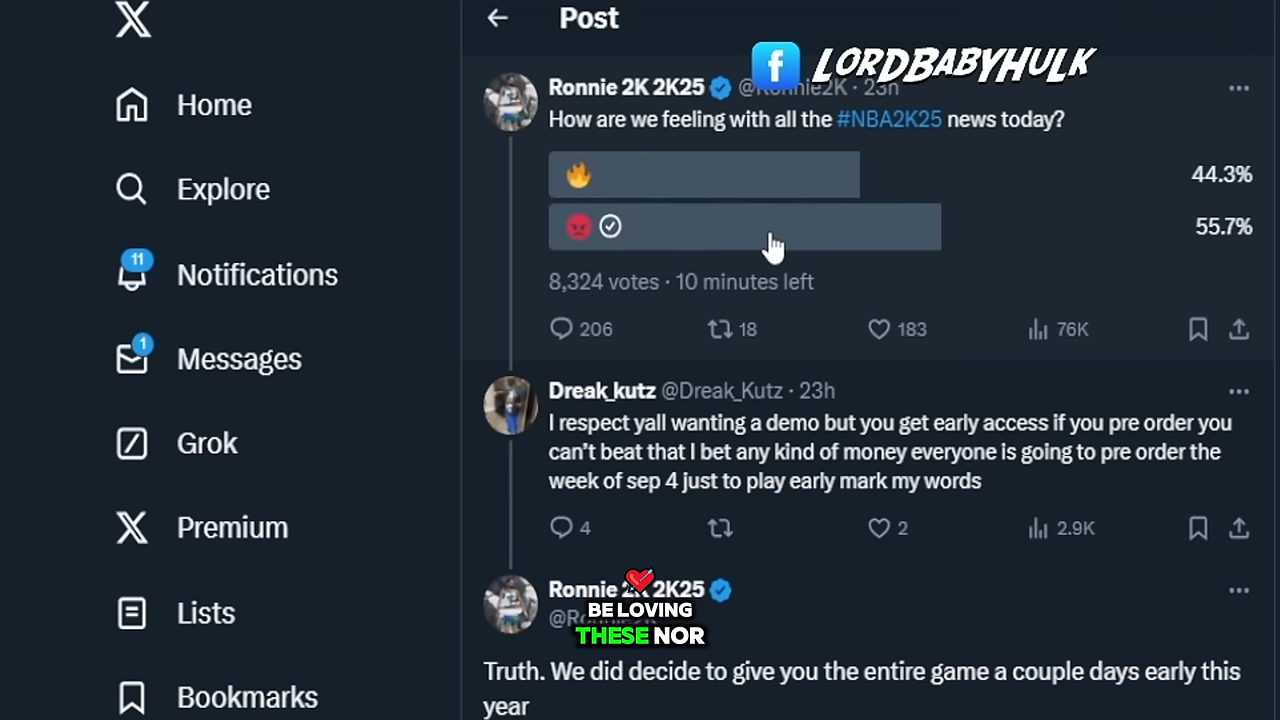 Post
LORDBABYHULK
Ronnie 2K 2K25 @Ronnie2K · 23h
How are we feeling with all the #NBA2K25 news today?
44.3%
55.7%
8,324 votes · 10 minutes left
206 18 183 76K
Home
Explore
11
Notifications
1
Messages
Grok
Premium
Lists
Bookmarks
Dreak_kutz @Dreak_Kutz · 23h
I respect yall wanting a demo but you get early access if you pre order you
can't beat that I bet any kind of money everyone is going to pre order the
week of sep 4 just to play early mark my words
4 2 2.9K
Ronnie 2K 2K25
BE LOVING
THESE NOR
Truth. We did decide to give you the entire game a couple days early this
year